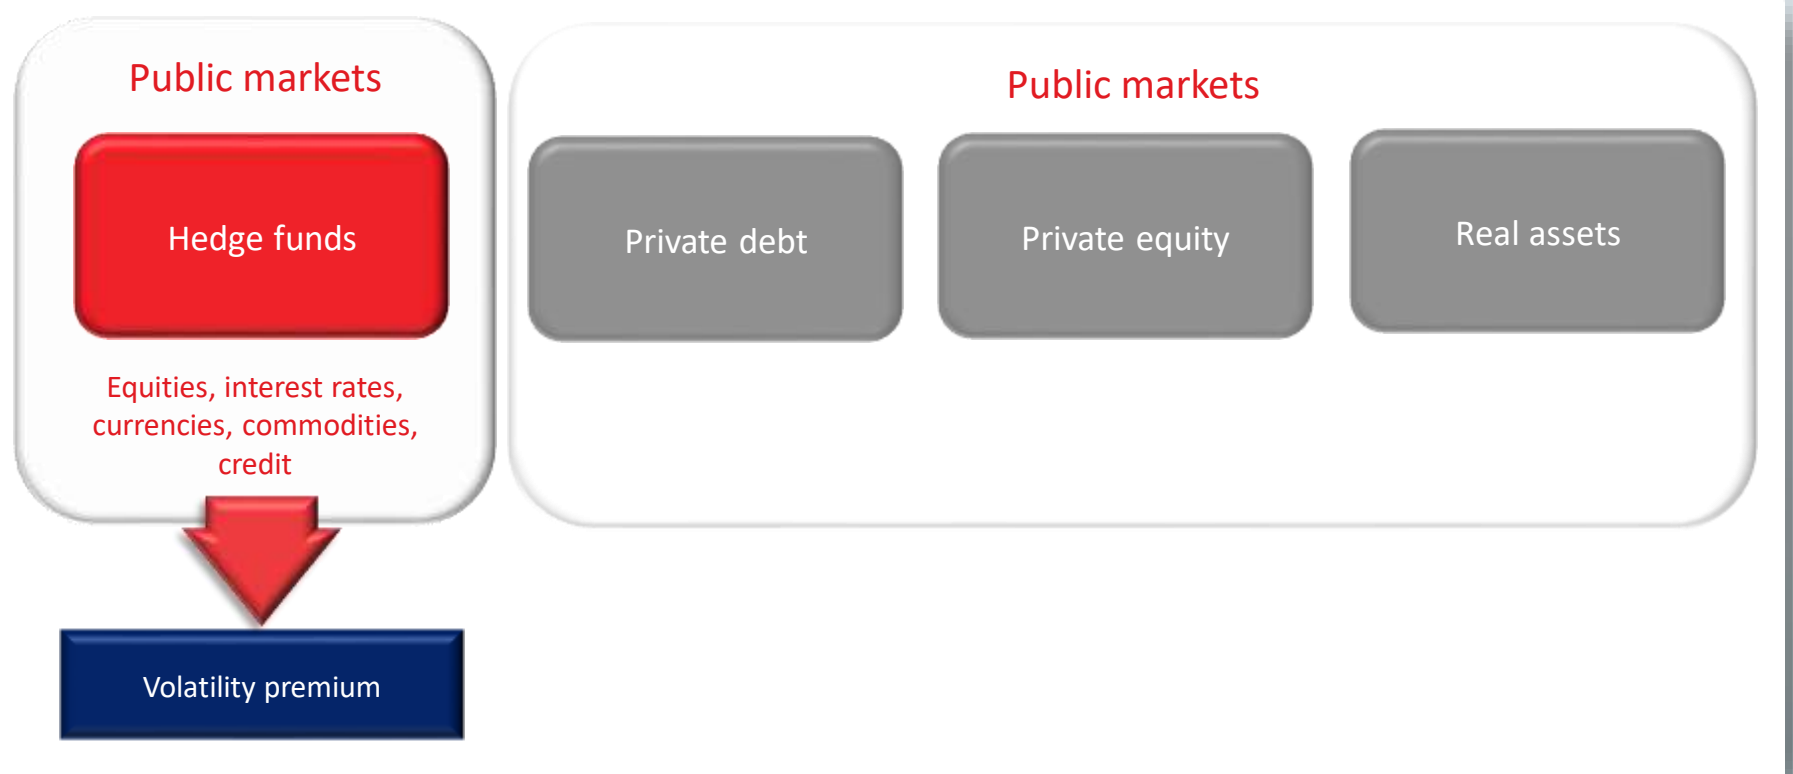 Public markets
Hedge funds
Equities, interest rates,
currencies, commodities,
credit
Volatility premium
Public markets
Private debt
Private equity
Real assets